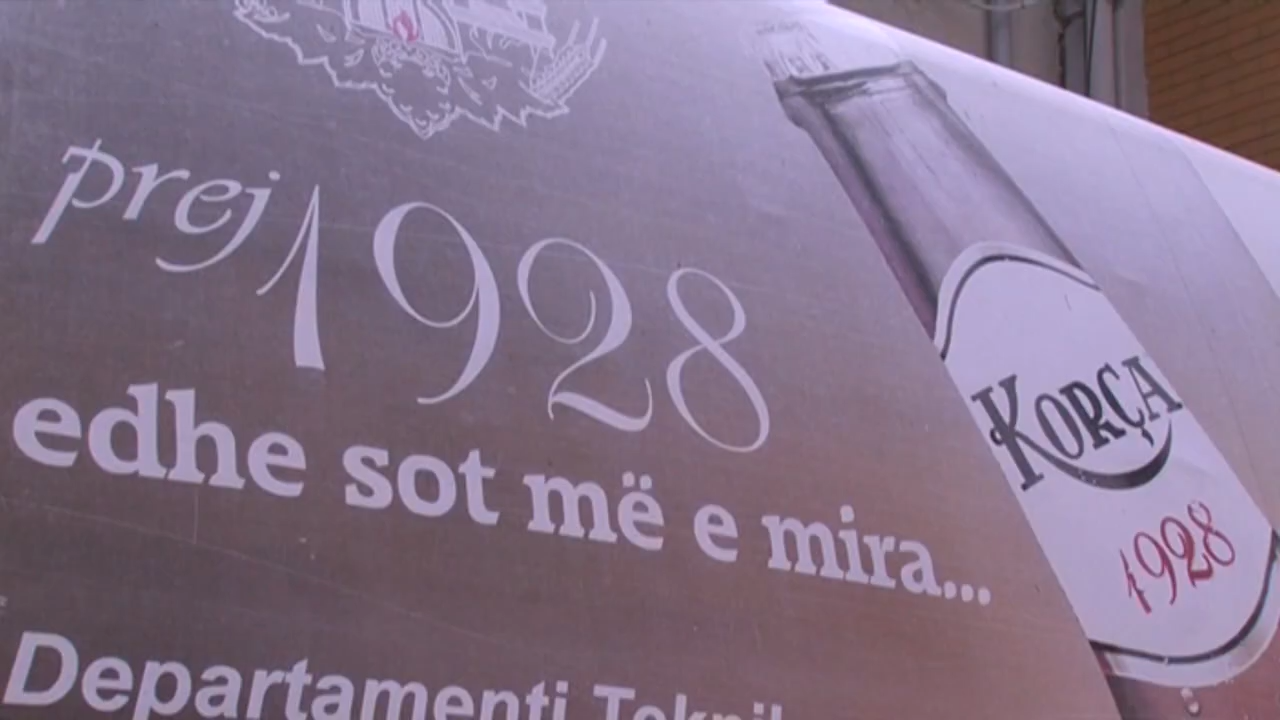 prej 1928
edhe sot më e mira...
Departamenti
KORÇA
1928